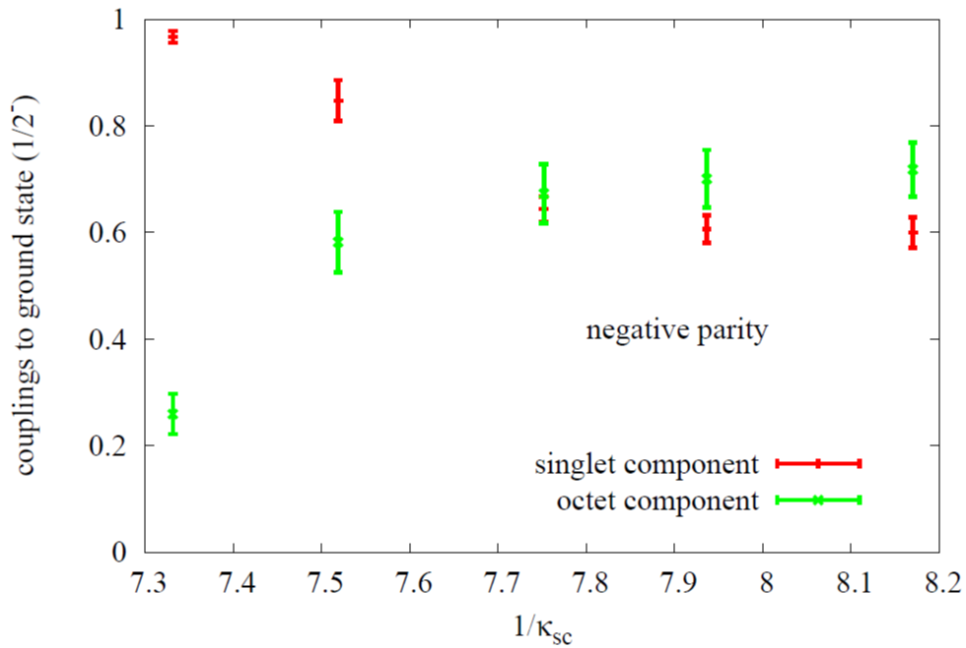 couplings to ground state (1/2⁻)
1
0.8
0.6
0.4
0.2
0
negative parity
singlet component
octet component
7.3 7.4 7.5 7.6 7.7 7.8 7.9 8 8.1 8.2
1/κsc